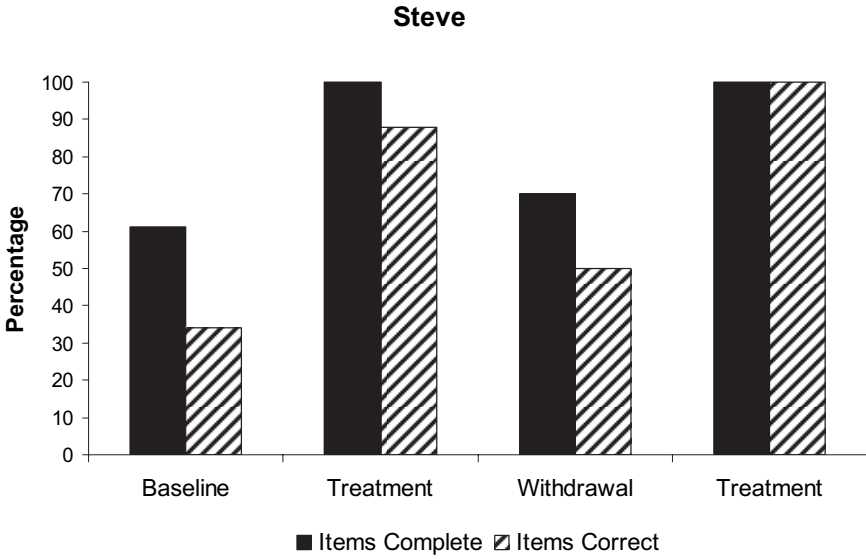 Steve
Percentage
100
90
80
70
60
50
40
30
20
10
0
Baseline Treatment Withdrawal Treatment
Items Complete Items Correct